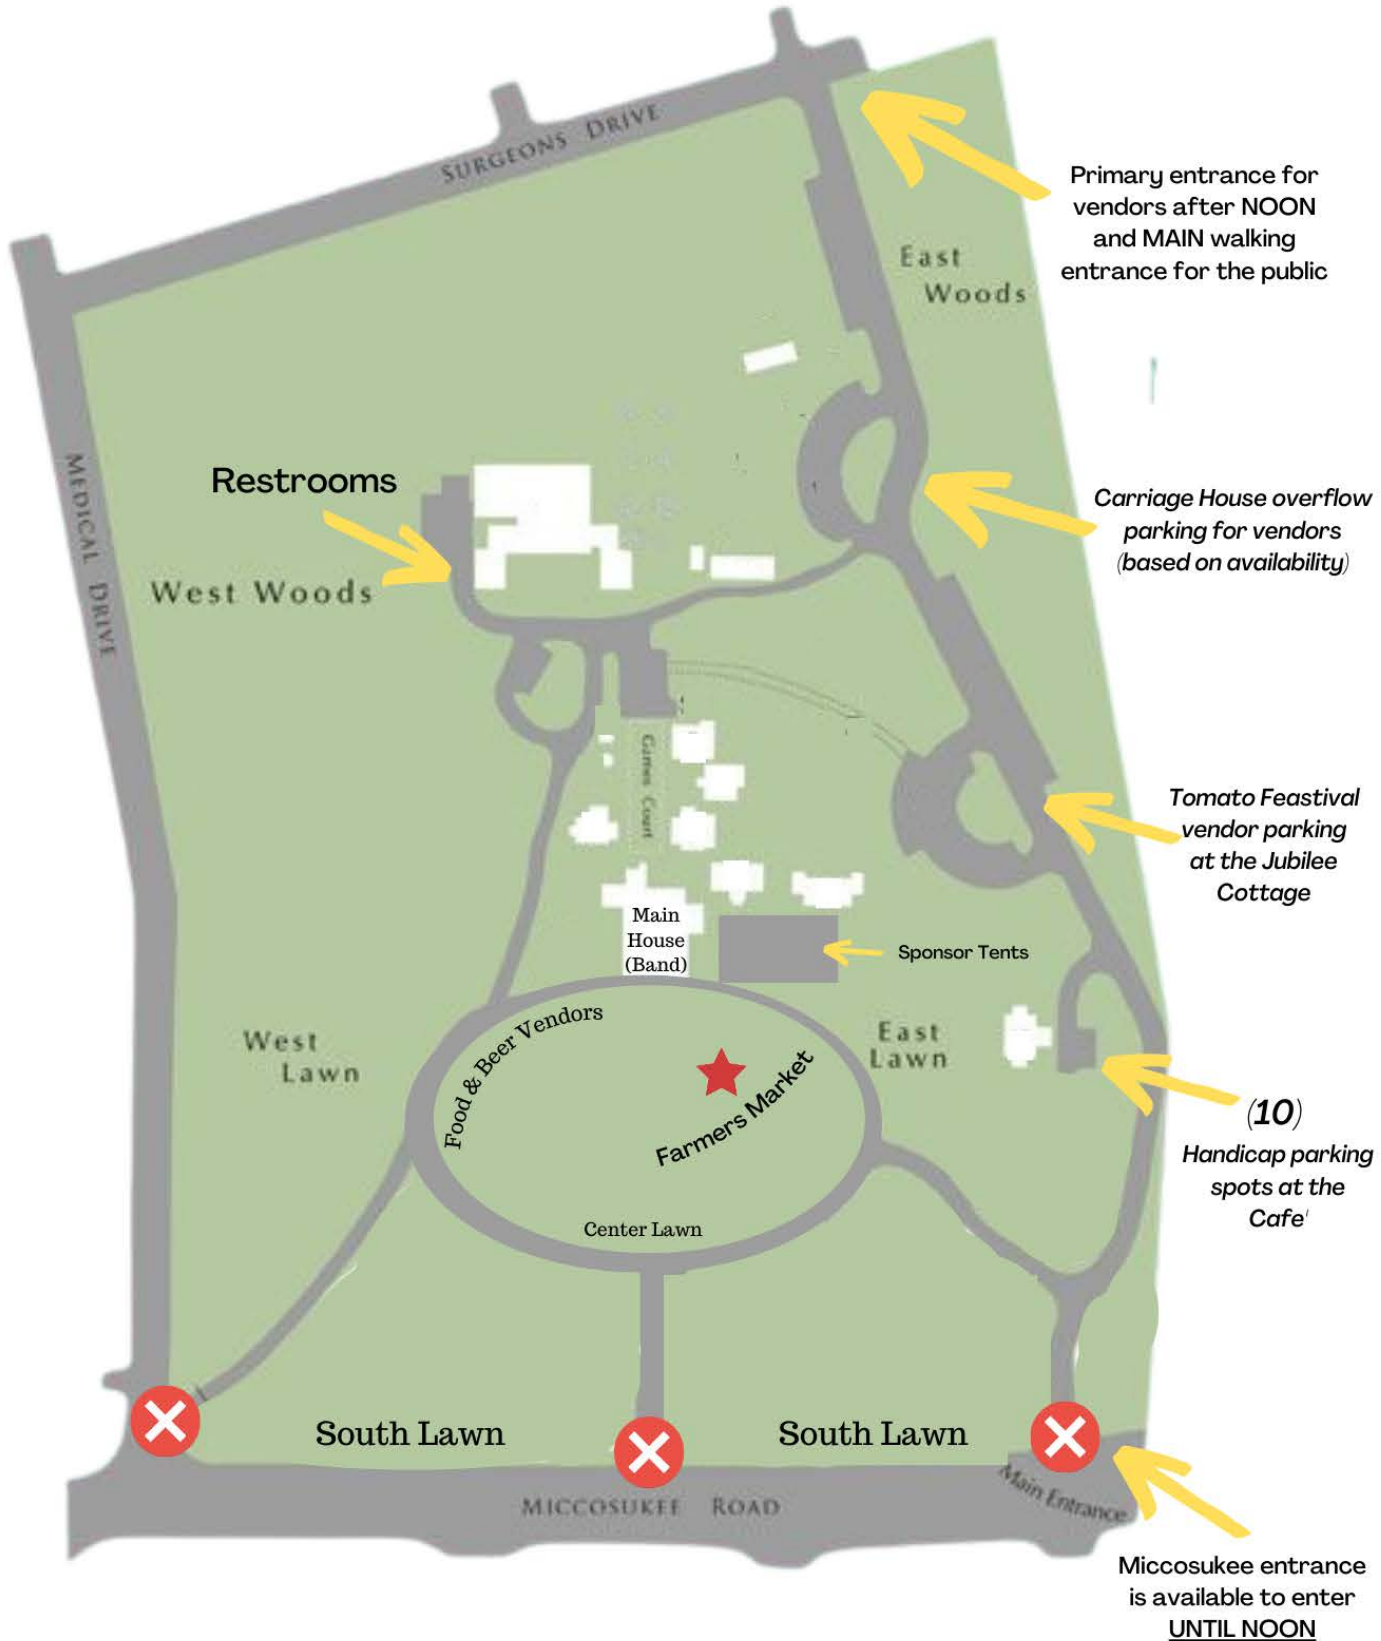 SURGEONS DRIVE
Primary entrance for
vendors after NOON
and MAIN walking
entrance for the public
East
Woods
MEDICAL DRIVE
Restrooms
West Woods
Carriage House overflow
parking for vendors
(based on availability)
Games Court
Tomato Feastival
vendor parking
at the Jubilee
Cottage
Main
House
(Band)
Sponsor Tents
West
Lawn
Food & Beer Vendors
Farmers Market
East
Lawn
Center Lawn
(10)
Handicap parking
spots at the
Cafe'
South Lawn
South Lawn
MICCOSUKEE ROAD
Main Entrance
Miccosukee entrance
is available to enter
UNTIL NOON